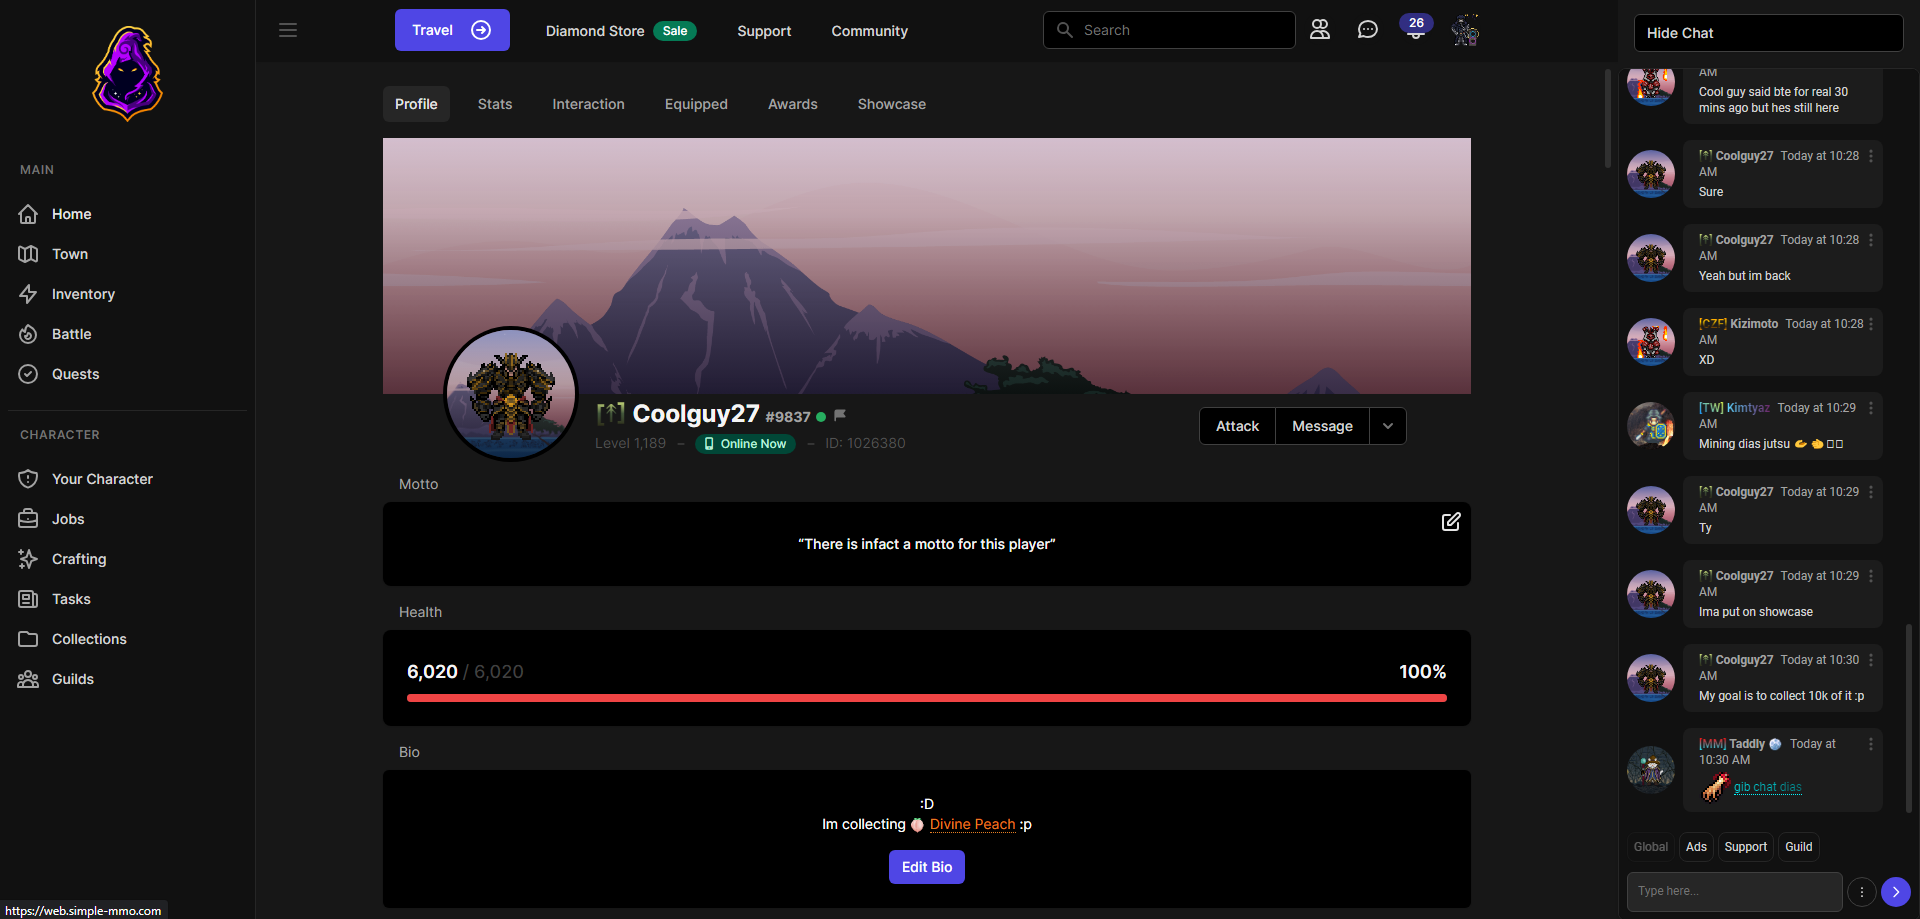 MAIN
Home
Town
Inventory
Battle
Quests
CHARACTER
Your Character
Jobs
Crafting
Tasks
Collections
Guilds
https://web.simple-mmo.com
Travel
Diamond Store Sale
Support
Community
Search
26
Profile
Stats
Interaction
Equipped
Awards
Showcase
Coolguy27 #9837
Level 1,189 – Online Now – ID: 1026380
Attack
Message
Motto
“There is infact a motto for this player”
Health
6,020 / 6,020
100%
Bio
:D
Im collecting Divine Peach :p
Edit Bio
Hide Chat
AM
Cool guy said bte for real 30
mins ago but hes still here
Coolguy27 Today at 10:28
AM
Sure
Coolguy27 Today at 10:28
AM
Yeah but im back
[CZF] Kizimoto Today at 10:28
AM
XD
[TW] Kimtyaz Today at 10:29
AM
Mining dias jutsu
Coolguy27 Today at 10:29
AM
Ty
Coolguy27 Today at 10:29
AM
Ima put on showcase
Coolguy27 Today at 10:30
AM
My goal is to collect 10k of it :p
[MM] Taddly Today at
10:30 AM
gib chat dias
Global
Ads
Support
Guild
Type here...